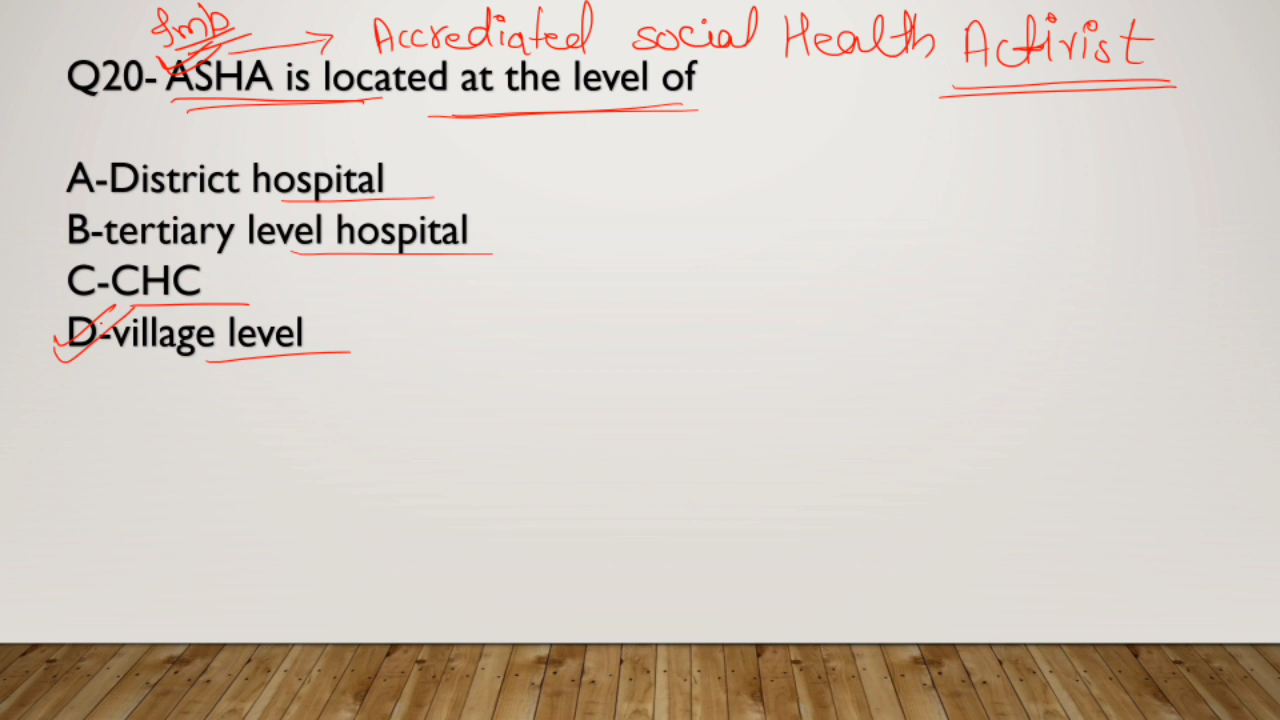 Imp
Accrediated social Health Activist
Q20- ASHA is located at the level of
A-District hospital
B-tertiary level hospital
C-CHC
D-village level